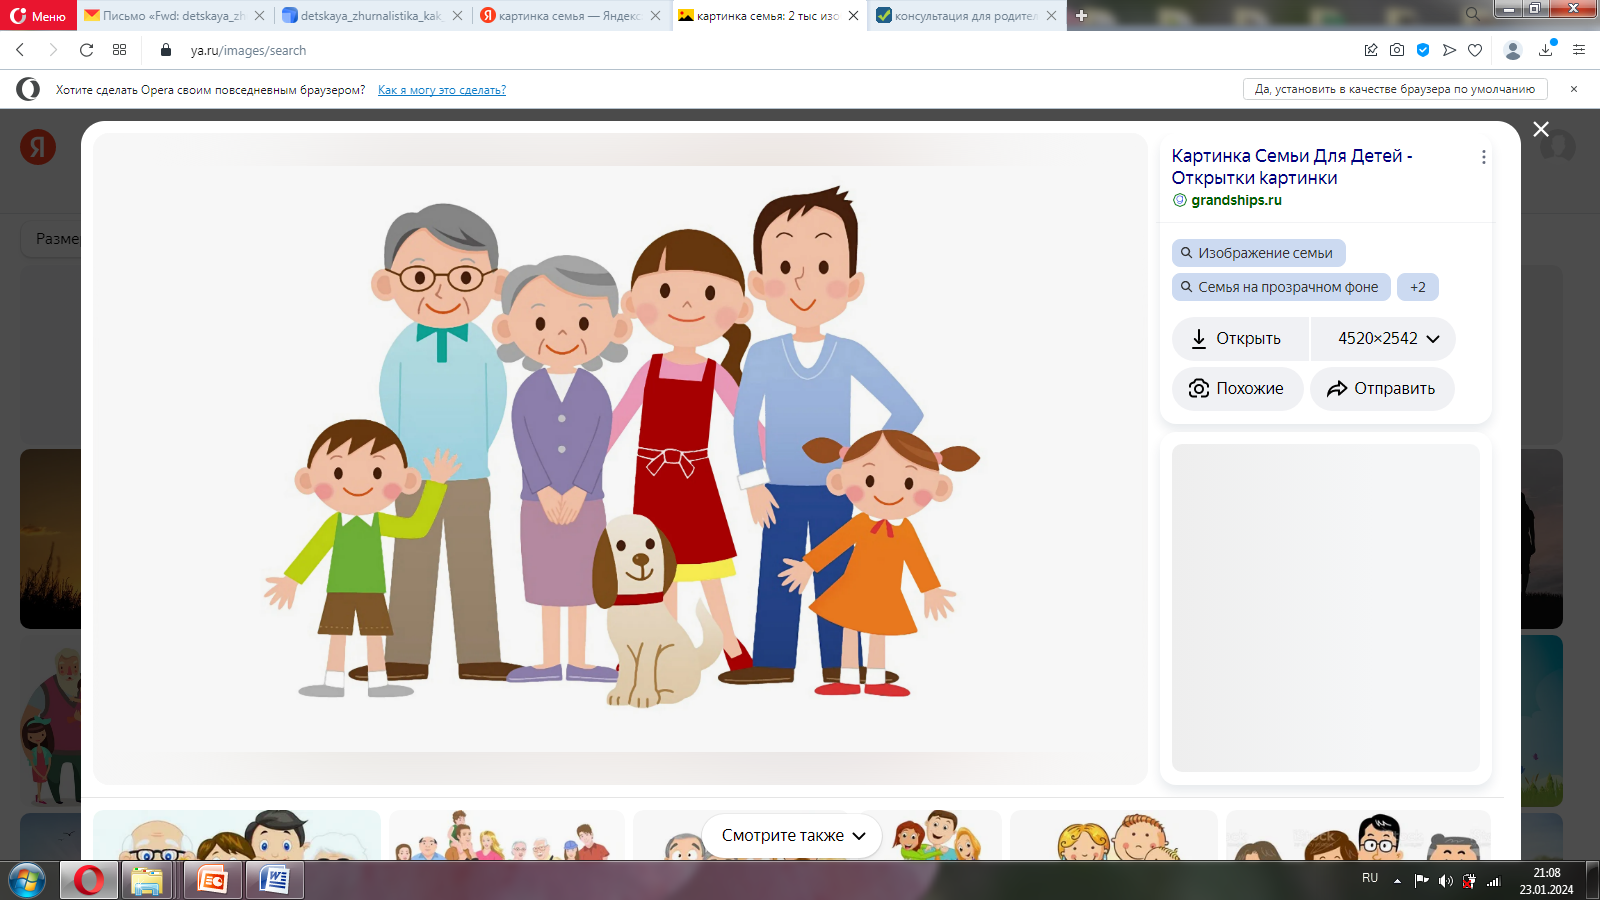 Меню
Письмо «Fwd: detskaya_zh
detskaya_zhurnalistika_kak_
картинка семья — Яндекс
картинка семья: 2 тыс изо
консультация для родител
ya.ru/images/search
Хотите сделать Opera своим повседневным браузером? Как я могу это сделать?
Да, установить в качестве браузера по умолчанию
Я
Разме
Картинка Семьи Для Детей -
Открытки картинки
grandships.ru
Изображение семьи
Семья на прозрачном фоне
+2
Открыть
4520×2542
Похожие
Отправить
Смотрите также
RU
21:08
23.01.2024